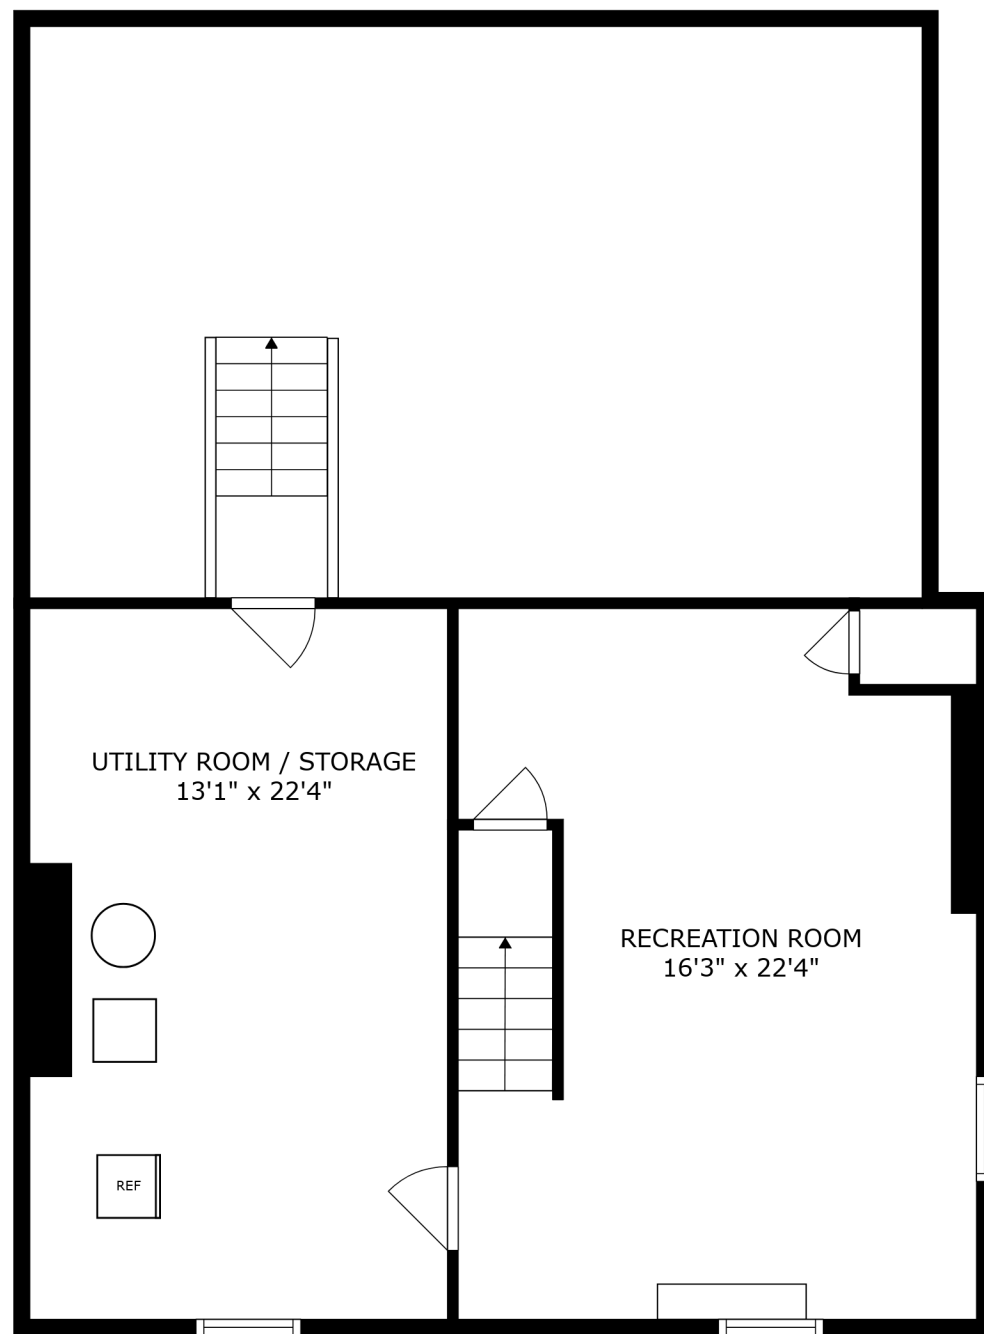 UTILITY ROOM / STORAGE
13'1" x 22'4"
RECREATION ROOM
16'3" x 22'4"
REF